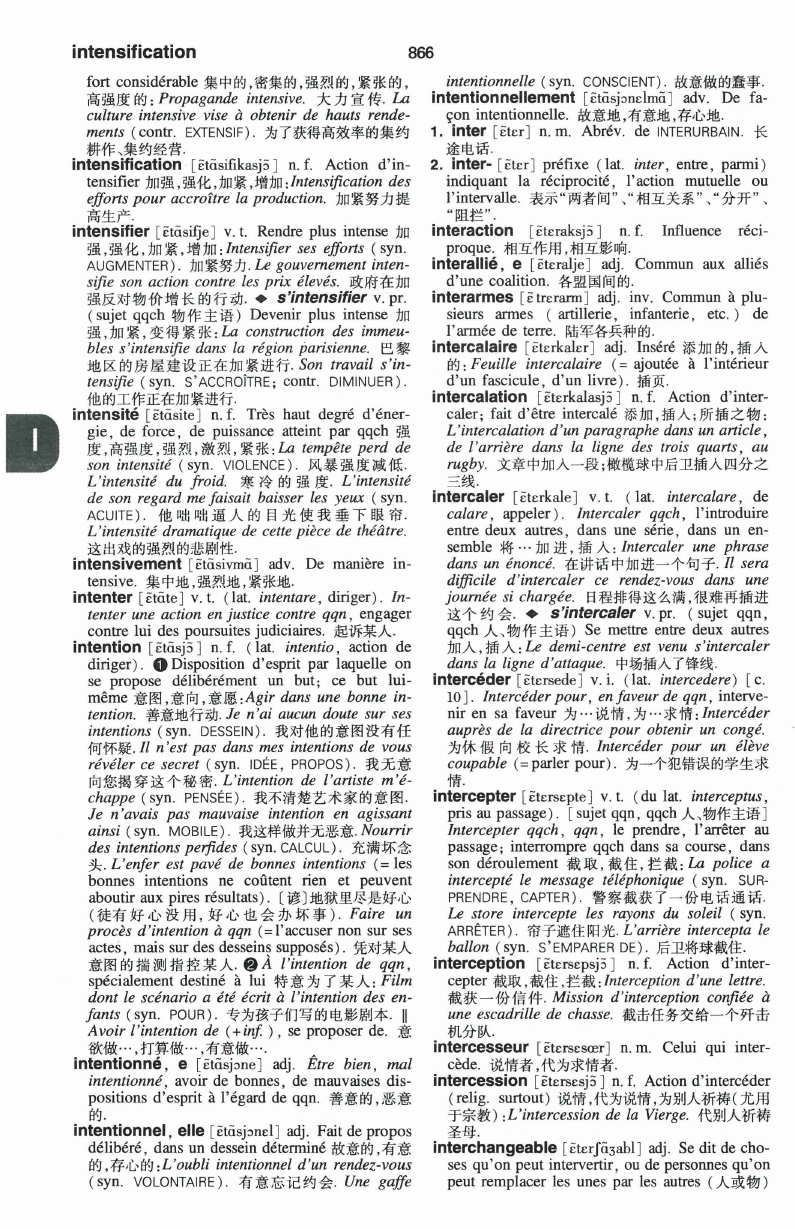 intensification
866
fort considérable 集中的,密集的,强烈的,紧张的,
高强度的: Propagande intensive. 大力宣传. La
culture intensive vise à obtenir de hauts rende-
ments (contr. EXTENSIF). 为了获得高效率的集约
耕作、集约经营.
intensification [ɛ̃tɑ̃sifikasjɔ̃] n. f. Action d'in-
tensifier 加强,强化,加紧,增加:Intensification des
efforts pour accroître la production. 加紧努力提
高生产.
intensifier [ɛ̃tɑ̃sifje] v. t. Rendre plus intense 加
强,强化,加紧,增加: Intensifier ses efforts (syn.
AUGMENTER). 加紧努力. Le gouvernement inten-
sifie son action contre les prix élevés. 政府在加
强反对物价增长的行动. ◆ s'intensifier v. pr.
(sujet qqch 物作主语) Devenir plus intense 加
强,加紧,变得紧张: La construction des immeu-
bles s'intensifie dans la région parisienne. 巴黎
地区的房屋建设正在加紧进行. Son travail s'in-
tensifie (syn. S'ACCROÎTRE; contr. DIMINUER).
他的工作正在加紧进行.
intensité [ɛ̃tɑ̃site] n. f. Très haut degré d'éner-
gie, de force, de puissance atteint par qqch 强
度,高强度,强烈,激烈,紧张: La tempête perd de
son intensité (syn. VIOLENCE). 风暴强度减低.
L'intensité du froid. 寒冷的强度. L'intensité
de son regard me faisait baisser les yeux (syn.
ACUITE). 他咄咄逼人的目光使我垂下眼帘.
L'intensité dramatique de cette pièce de théâtre.
这出戏的强烈的悲剧性.
intensivement [ɛ̃tɑ̃sivmɑ̃] adv. De manière in-
tensive. 集中地,强烈地,紧张地.
intenter [ɛ̃tɑ̃te] v. t. (lat. intentare, diriger). In-
tenter une action en justice contre qqn, engager
contre lui des poursuites judiciaires. 起诉某人.
intention [ɛ̃tɑ̃sjɔ̃] n. f. (lat. intentio, action de
diriger). ❶ Disposition d'esprit par laquelle on
se propose délibérément un but; ce but lui-
même 意图,意向,意愿:Agir dans une bonne in-
tention. 善意地行动. Je n'ai aucun doute sur ses
intentions (syn. DESSEIN). 我对他的意图没有任
何怀疑. Il n'est pas dans mes intentions de vous
révéler ce secret (syn. IDÉE, PROPOS). 我无意
向您揭穿这个秘密. L'intention de l'artiste m'é-
chappe (syn. PENSÉE). 我不清楚艺术家的意图.
Je n'avais pas mauvaise intention en agissant
ainsi (syn. MOBILE). 我这样做并无恶意. Nourrir
des intentions perfides (syn. CALCUL). 充满坏念
头. L'enfer est pavé de bonnes intentions (= les
bonnes intentions ne coûtent rien et peuvent
aboutir aux pires résultats). [谚]地狱里尽是好心
(徒有好心没用,好心也会办坏事). Faire un
procès d'intention à qqn (= l'accuser non sur ses
actes, mais sur des desseins supposés). 凭对某人
意图的揣测指控某人. ❷ À l'intention de qqn,
spécialement destiné à lui 特意为了某人: Film
dont le scénario a été écrit à l'intention des en-
fants (syn. POUR). 专为孩子们写的电影剧本. ‖
Avoir l'intention de (+inf.), se proposer de. 意
欲做…,打算做…,有意做….
intentionné, e [ɛ̃tɑ̃sjɔne] adj. Être bien, mal
intentionné, avoir de bonnes, de mauvaises dis-
positions d'esprit à l'égard de qqn. 善意的,恶意
的.
intentionnel, elle [ɛ̃tɑ̃sjɔnɛl] adj. Fait de propos
délibéré, dans un dessein déterminé 故意的,有意
的,存心的:L'oubli intentionnel d'un rendez-vous
(syn. VOLONTAIRE). 有意忘记约会. Une gaffe
I
intentionnelle (syn. CONSCIENT). 故意做的蠢事.
intentionnellement [ɛ̃tɑ̃sjɔnɛlmɑ̃] adv. De fa-
çon intentionnelle. 故意地,有意地,存心地.
1. inter [ɛ̃tɛr] n. m. Abrév. de INTERURBAIN. 长
途电话.
2. inter- [ɛ̃tɛr] préfixe (lat. inter, entre, parmi)
indiquant la réciprocité, l'action mutuelle ou
l'intervalle. 表示“两者间”、“相互关系”、“分开”、
“阻拦”.
interaction [ɛ̃tɛraksjɔ̃] n. f. Influence réci-
proque. 相互作用,相互影响.
interallié, e [ɛ̃tɛralje] adj. Commun aux alliés
d'une coalition. 各盟国间的.
interarmes [ɛ̃trɛrarm] adj. inv. Commun à plu-
sieurs armes (artillerie, infanterie, etc.) de
l'armée de terre. 陆军各兵种的.
intercalaire [ɛ̃tɛrkalɛr] adj. Inséré 添加的,插入
的: Feuille intercalaire (= ajoutée à l'intérieur
d'un fascicule, d'un livre). 插页.
intercalation [ɛ̃tɛrkalasjɔ̃] n. f. Action d'inter-
caler; fait d'être intercalé 添加,插入;所插之物:
L'intercalation d'un paragraphe dans un article,
de l'arrière dans la ligne des trois quarts, au
rugby. 文章中加入一段;橄榄球中后卫插入四分之
三线.
intercaler [ɛ̃tɛrkale] v. t. (lat. intercalare, de
calare, appeler). Intercaler qqch, l'introduire
entre deux autres, dans une série, dans un en-
semble 将…加进,插入: Intercaler une phrase
dans un énoncé. 在讲话中加进一个句子. Il sera
difficile d'intercaler ce rendez-vous dans une
journée si chargée. 日程排得这么满,很难再插进
这个约会. ◆ s'intercaler v. pr. (sujet qqn,
qqch 人、物作主语) Se mettre entre deux autres
加入,插入: Le demi-centre est venu s'intercaler
dans la ligne d'attaque. 中场插入了锋线.
intercéder [ɛ̃tɛrsede] v. i. (lat. intercedere) [c.
10]. Intercéder pour, en faveur de qqn, interve-
nir en sa faveur 为…说情,为…求情: Intercéder
auprès de la directrice pour obtenir un congé.
为休假向校长求情. Intercéder pour un élève
coupable (= parler pour). 为一个犯错误的学生求
情.
intercepter [ɛ̃tɛrsɛpte] v. t. (du lat. interceptus,
pris au passage). [sujet qqn, qqch 人、物作主语]
Intercepter qqch, qqn, le prendre, l'arrêter au
passage; interrompre qqch dans sa course, dans
son déroulement 截取,截住,拦截: La police a
intercepté le message téléphonique (syn. SUR-
PRENDRE, CAPTER). 警察截获了一份电话通话.
Le store intercepte les rayons du soleil (syn.
ARRÊTER). 帘子遮住阳光. L'arrière intercepta le
ballon (syn. S'EMPARER DE). 后卫将球截住.
interception [ɛ̃tɛrsɛpsjɔ̃] n. f. Action d'inter-
cepter 截取,截住,拦截:Interception d'une lettre.
截获一份信件. Mission d'interception confiée à
une escadrille de chasse. 截击任务交给一个歼击
机分队.
intercesseur [ɛ̃tɛrsɛsœr] n. m. Celui qui inter-
cède. 说情者,代为求情者.
intercession [ɛ̃tɛrsɛsjɔ̃] n. f. Action d'intercéder
(relig. surtout) 说情,代为说情,为别人祈祷(尤用
于宗教):L'intercession de la Vierge. 代别人祈祷
圣母.
interchangeable [ɛ̃tɛrʃɑ̃ʒabl] adj. Se dit de cho-
ses qu'on peut intervertir, ou de personnes qu'on
peut remplacer les unes par les autres (人或物)